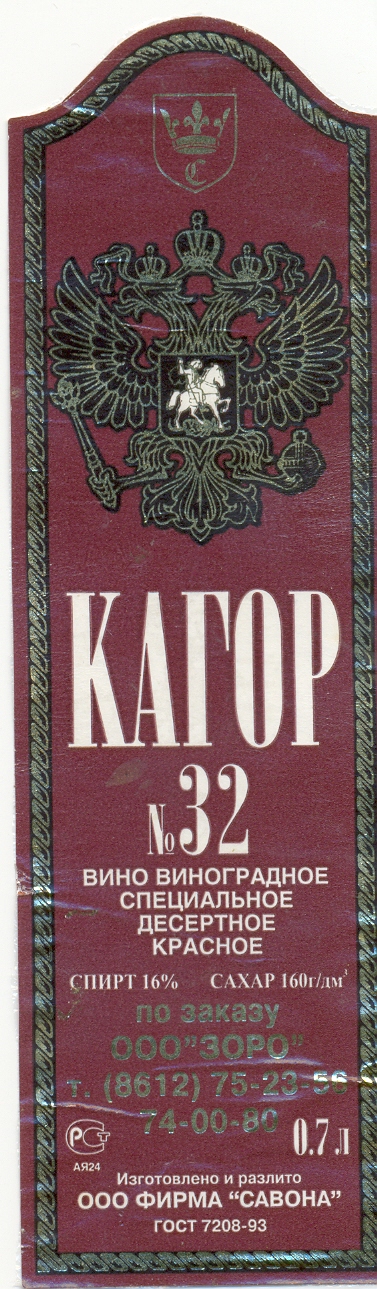 С
КАГОР
№32
ВИНО ВИНОГРАДНОЕ
СПЕЦИАЛЬНОЕ
ДЕСЕРТНОЕ
КРАСНОЕ
СПИРТ 16% САХАР 160г/дм³
по заказу
ООО"ЗОРО"
т. (8612) 75-23-56
74-00-80
РСТ 0.7 л
АЯ24
Изготовлено и разлито
ООО ФИРМА "САВОНА"
ГОСТ 7208-93